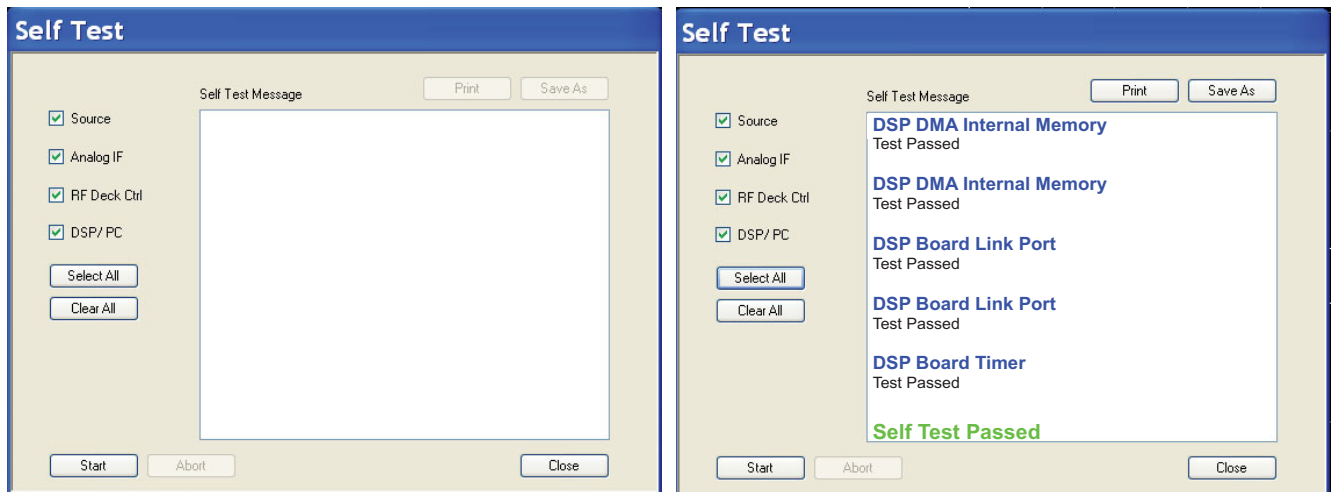 Self Test
Self Test Message
Print
Save As
Source
Analog IF
RF Deck Ctrl
DSP/ PC
Select All
Clear All
Start
Abort
Close
Self Test
Self Test Message
Print
Save As
Source
Analog IF
RF Deck Ctrl
DSP/ PC
Select All
Clear All
DSP DMA Internal Memory
Test Passed
DSP DMA Internal Memory
Test Passed
DSP Board Link Port
Test Passed
DSP Board Link Port
Test Passed
DSP Board Timer
Test Passed
Self Test Passed
Start
Abort
Close